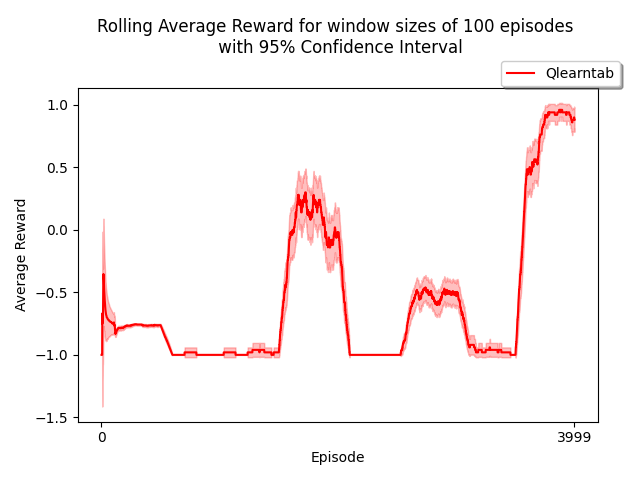 Rolling Average Reward for window sizes of 100 episodes
with 95% Confidence Interval
Qlearntab
1.0
0.5
0.0
−0.5
−1.0
−1.5
Average Reward
0
3999
Episode